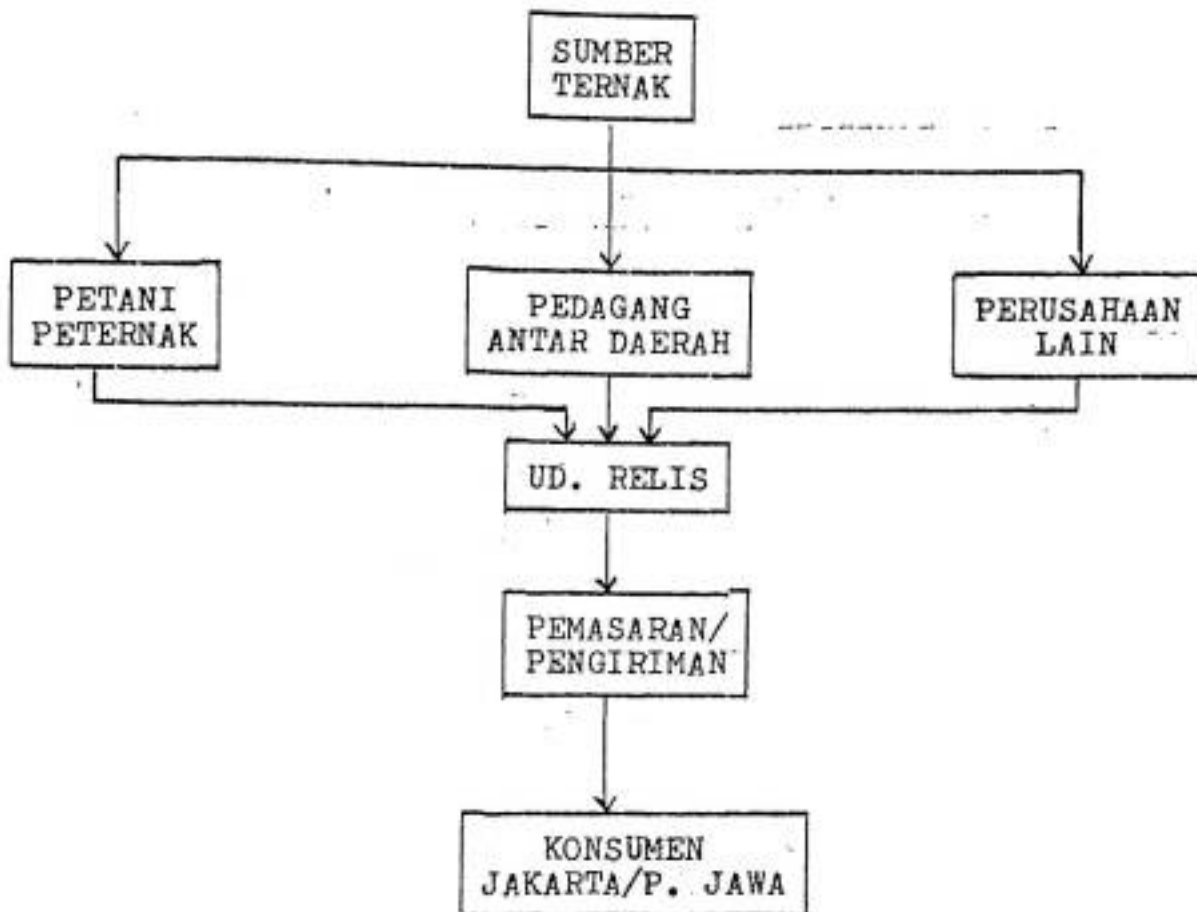 SUMBER
TERNAK
PETANI
PETERNAK
PEDAGANG
ANTAR DAERAH
PERUSAHAAN
LAIN
UD. RELIS
PEMASARAN/
PENGIRIMAN
KONSUMEN
JAKARTA/P. JAWA